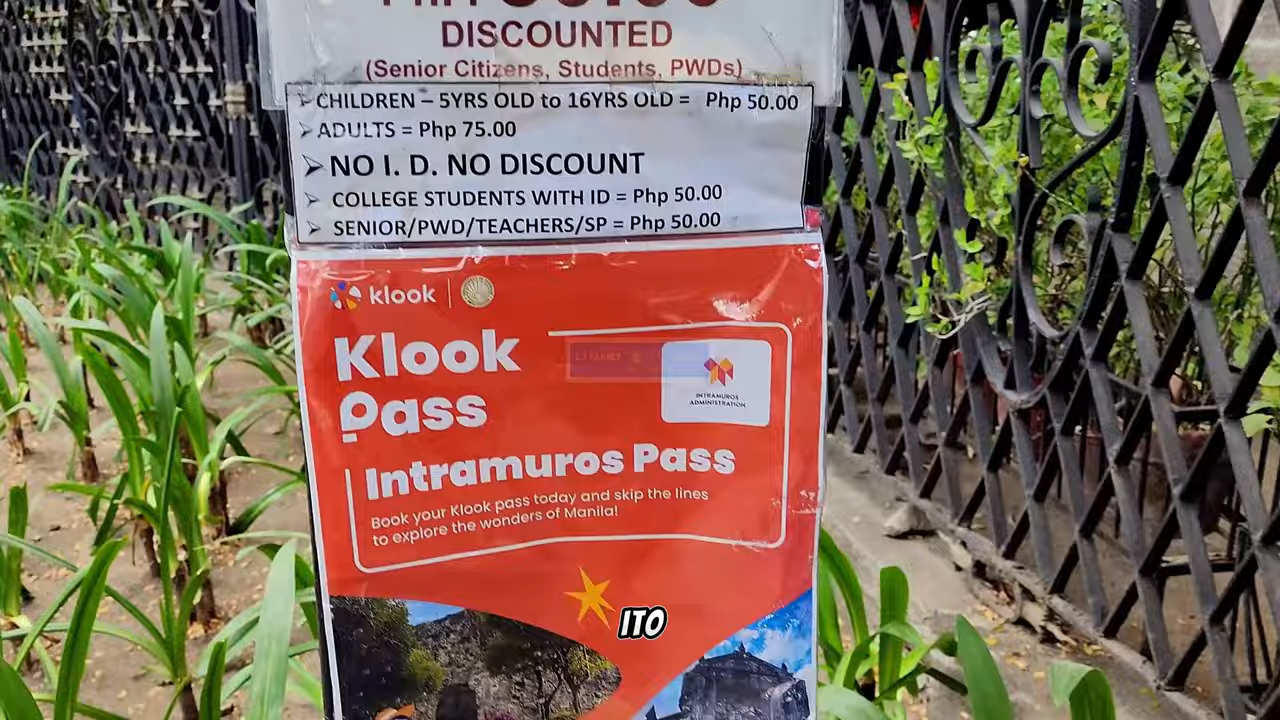 DISCOUNTED
(Senior Citizens, Students, PWDs)
➢ CHILDREN – 5YRS OLD to 16YRS OLD = Php 50.00
➢ ADULTS = Php 75.00
➢ NO I. D. NO DISCOUNT
➢ COLLEGE STUDENTS WITH ID = Php 50.00
➢ SENIOR/PWD/TEACHERS/SP = Php 50.00
klook
Klook
Pass
INTRAMUROS
ADMINISTRATION
Intramuros Pass
Book your Klook pass today and skip the lines
to explore the wonders of Manila!
ITO